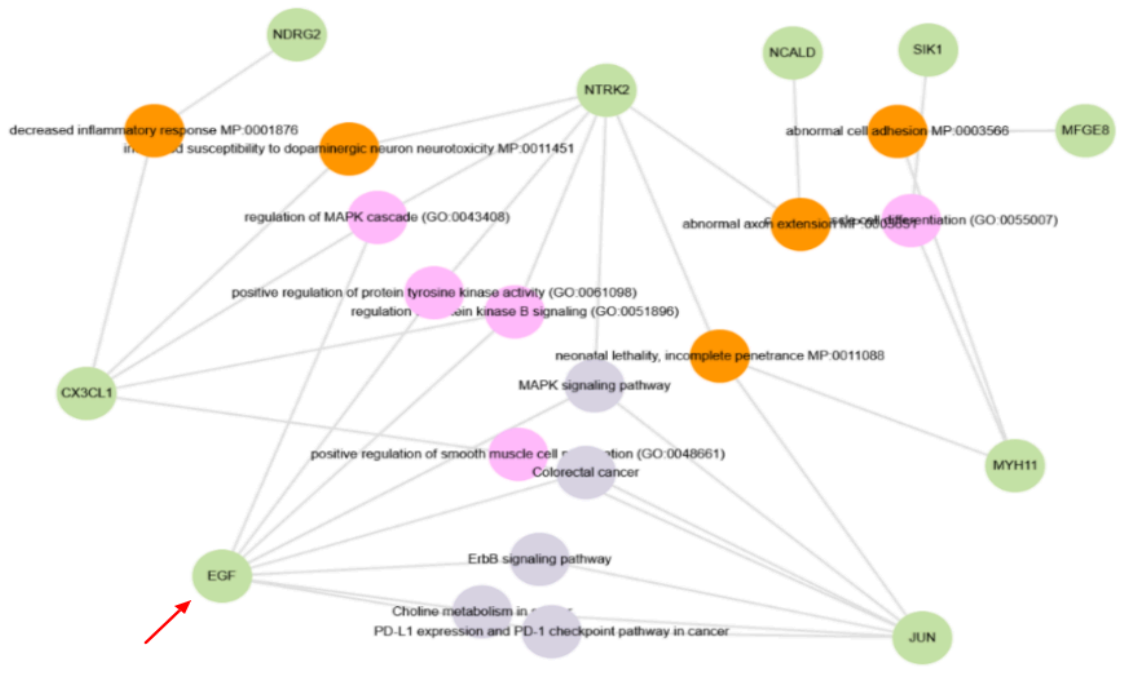 NDRG2
NCALD
SIK1
NTRK2
decreased inflammatory response MP:0001876
abnormal cell adhesion MP:0003566
MFGE8
susceptibility to dopaminergic neuron neurotoxicity MP:0011451
regulation of MAPK cascade (GO:0043408)
abnormal axon extension
differentiation (GO:0055007)
positive regulation of protein tyrosine kinase activity (GO:0061098)
regulation kinase B signaling (GO:0051896)
neonatal lethality, incomplete penetrance MP:0011088
MAPK signaling pathway
CX3CL1
positive regulation of smooth muscle cell (GO:0048661)
Colorectal cancer
MYH11
ErbB signaling pathway
EGF
Choline metabolism in
PD-L1 expression and PD-1 checkpoint pathway in cancer
JUN